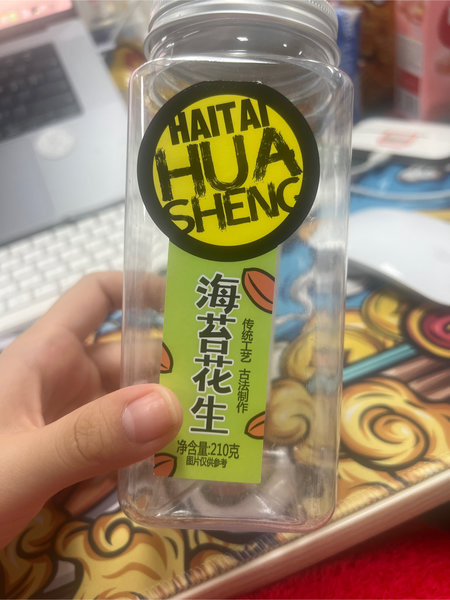 HAITAI
HUA
SHENG
海苔花生
传统工艺 古法制作
净含量:210克
图片仅供参考